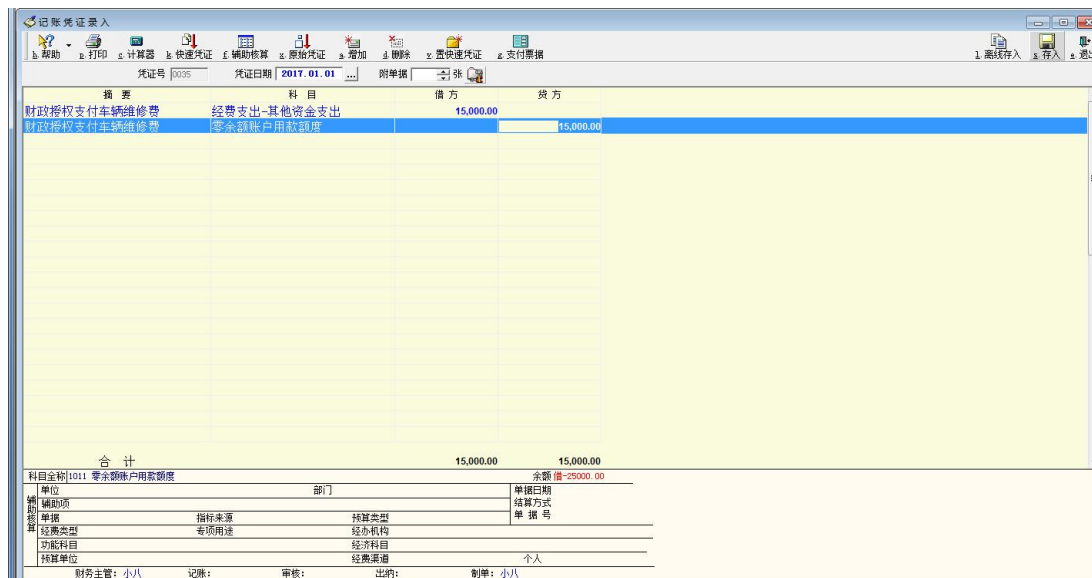 记账凭证录入
h.帮助 p.打印 c.计算器 k.快速凭证 f.辅助核算 z.原始凭证 a.增加 d.删除 v.置快速凭证 g.支付票据 l.离线存入 s.存入 e.退出
凭证号 0035 凭证日期 2017.01.01 ... 附单据 张
摘 要 科 目 借 方 贷 方
财政授权支付车辆维修费 经费支出-其他资金支出 15,000.00
财政授权支付车辆维修费 零余额账户用款额度 15,000.00
合 计 15,000.00 15,000.00
科目全称 1011 零余额账户用款额度 余额 借-25000.00
辅助核算
单位 部门 单据日期
辅助项 结算方式
单据 指标来源 预算类型 单 据 号
经费类型 专项用途 经办机构
功能科目 经济科目
预算单位 经费渠道 个人
财务主管: 小八 记账: 审核: 出纳: 制单: 小八